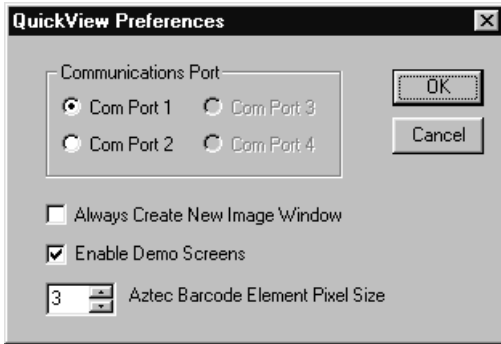 QuickView Preferences
Communications Port
Com Port 1 Com Port 3
Com Port 2 Com Port 4
OK
Cancel
Always Create New Image Window
Enable Demo Screens
3 Aztec Barcode Element Pixel Size